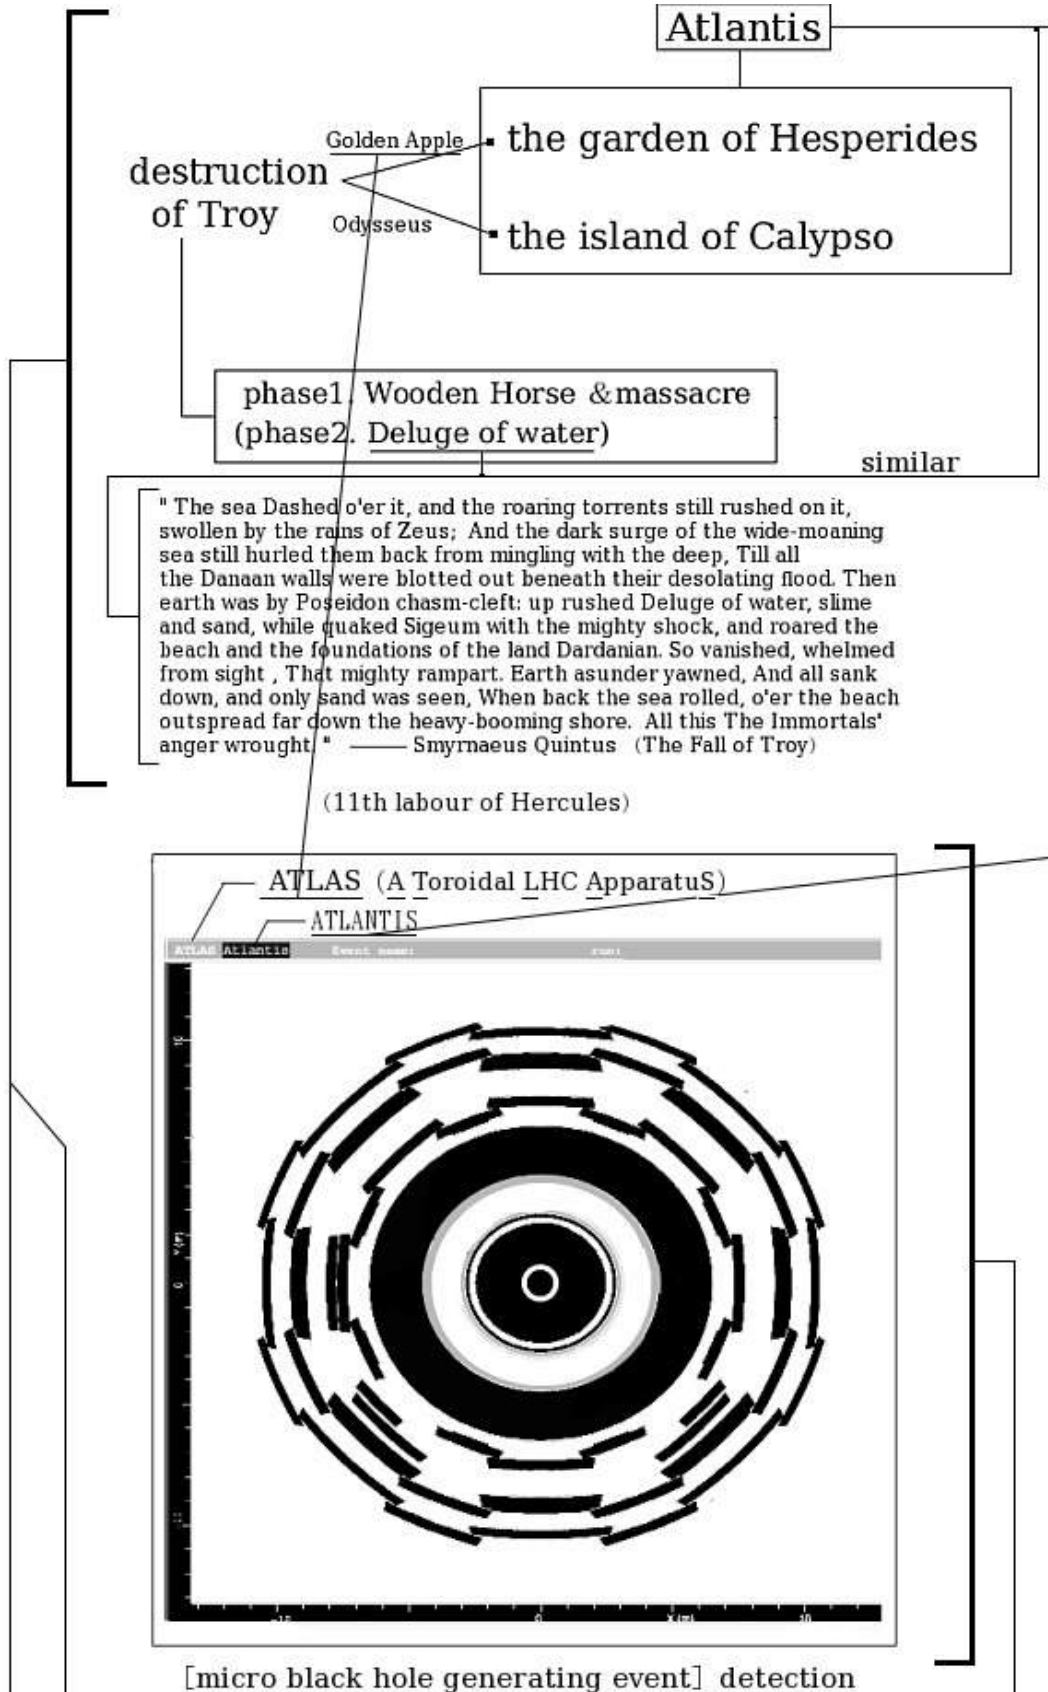 Atlantis
Golden Apple
the garden of Hesperides
destruction
of Troy
Odysseus
the island of Calypso
phase1. Wooden Horse &massacre
(phase2. Deluge of water)
similar
" The sea Dashed o'er it, and the roaring torrents still rushed on it,
swollen by the rains of Zeus; And the dark surge of the wide-moaning
sea still hurled them back from mingling with the deep, Till all
the Danaan walls were blotted out beneath their desolating flood. Then
earth was by Poseidon chasm-cleft: up rushed Deluge of water, slime
and sand, while quaked Sigeum with the mighty shock, and roared the
beach and the foundations of the land Dardanian. So vanished, whelmed
from sight , That mighty rampart. Earth asunder yawned, And all sank
down, and only sand was seen, When back the sea rolled, o'er the beach
outspread far down the heavy-booming shore. All this The Immortals'
anger wrought. " —— Smyrnaeus Quintus (The Fall of Troy)
(11th labour of Hercules)
ATLAS (A Toroidal LHC ApparatuS)
ATLANTIS
ATLAS Atlantis Event name: run:
0
-10 0 X (m) 10
[micro black hole generating event] detection